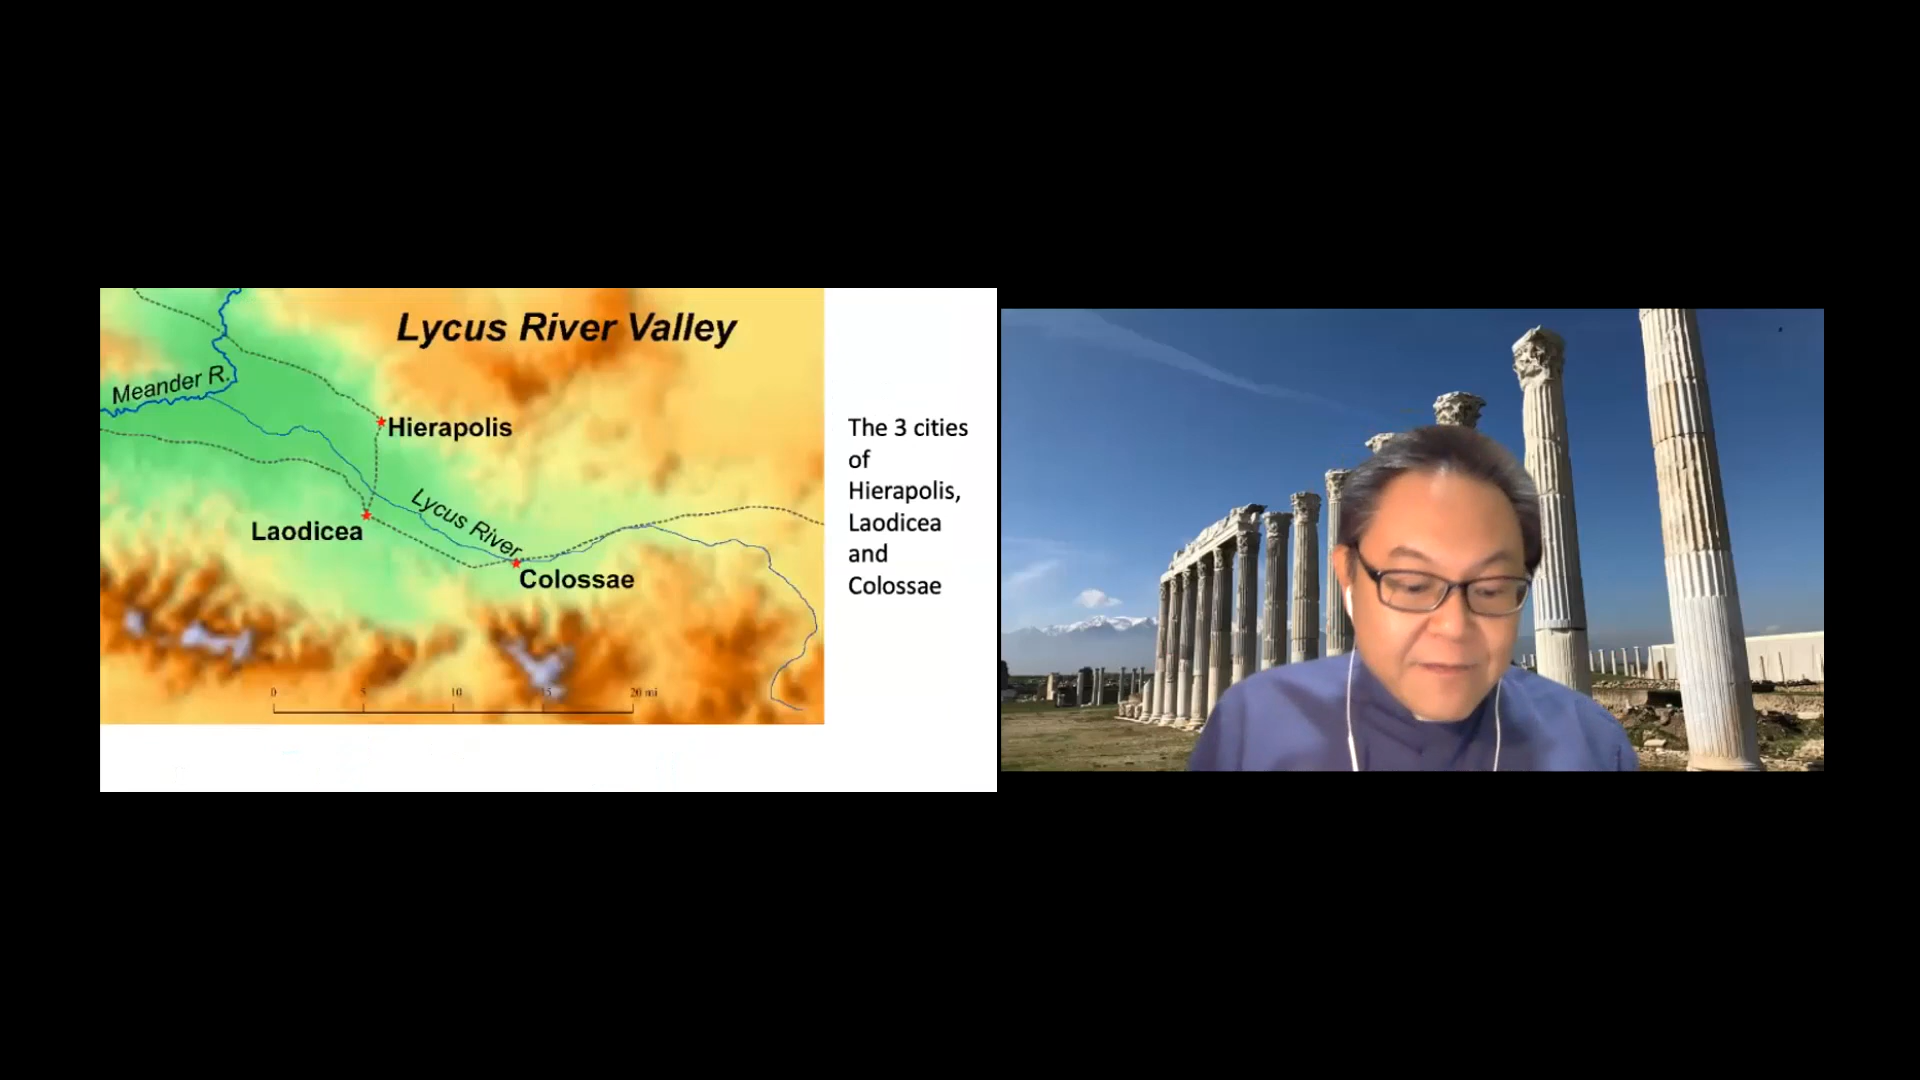 Lycus River Valley
Meander R.
Hierapolis
Lycus River
Laodicea
Colossae
0 5 10 15 20 mi
The 3 cities
of
Hierapolis,
Laodicea
and
Colossae